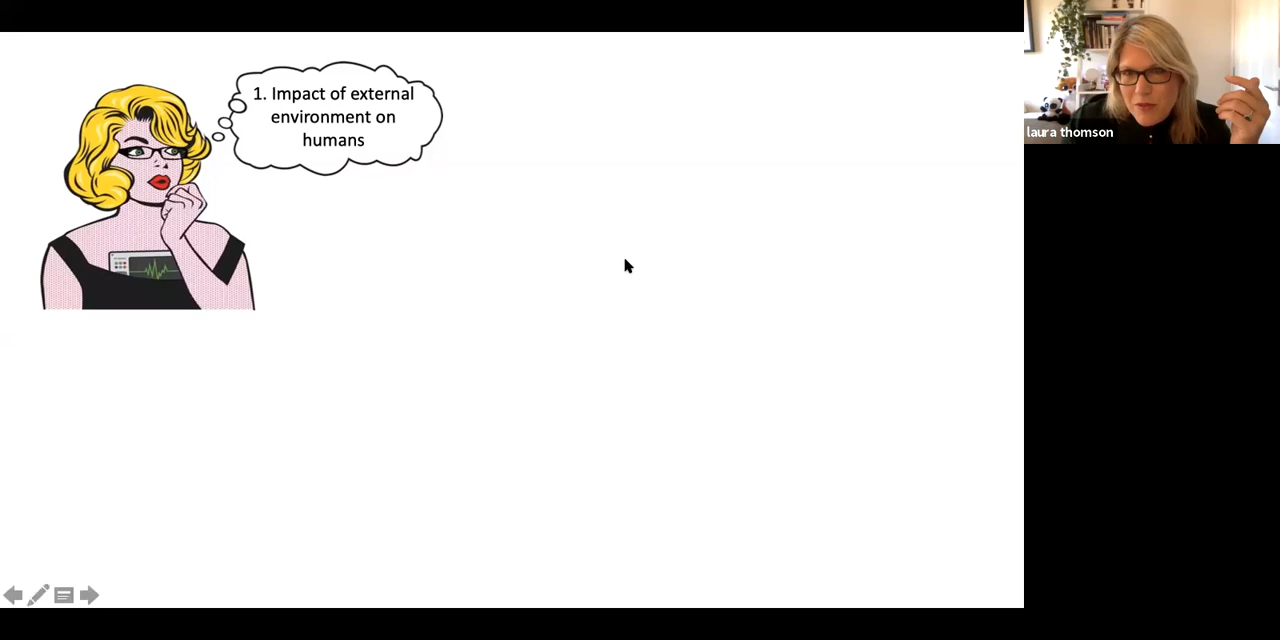 1. Impact of external
environment on
humans
laura thomson